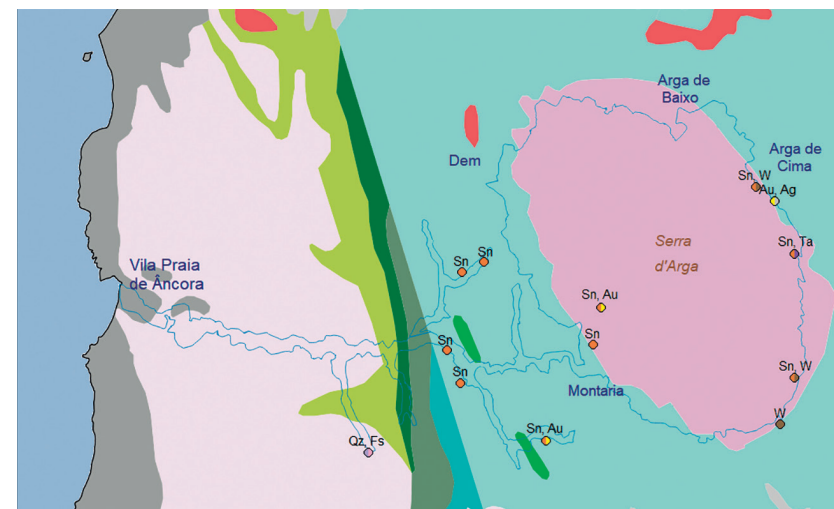 Arga de
Baixo
Arga de
Cima
Dem
Sn, W
Au, Ag
Serra
d'Arga
Sn, Ta
Sn
Sn
Vila Praia
de Âncora
Sn, Au
Sn
Sn
Sn
Montaria
Sn, W
W
Sn, Au
Qz, Fs